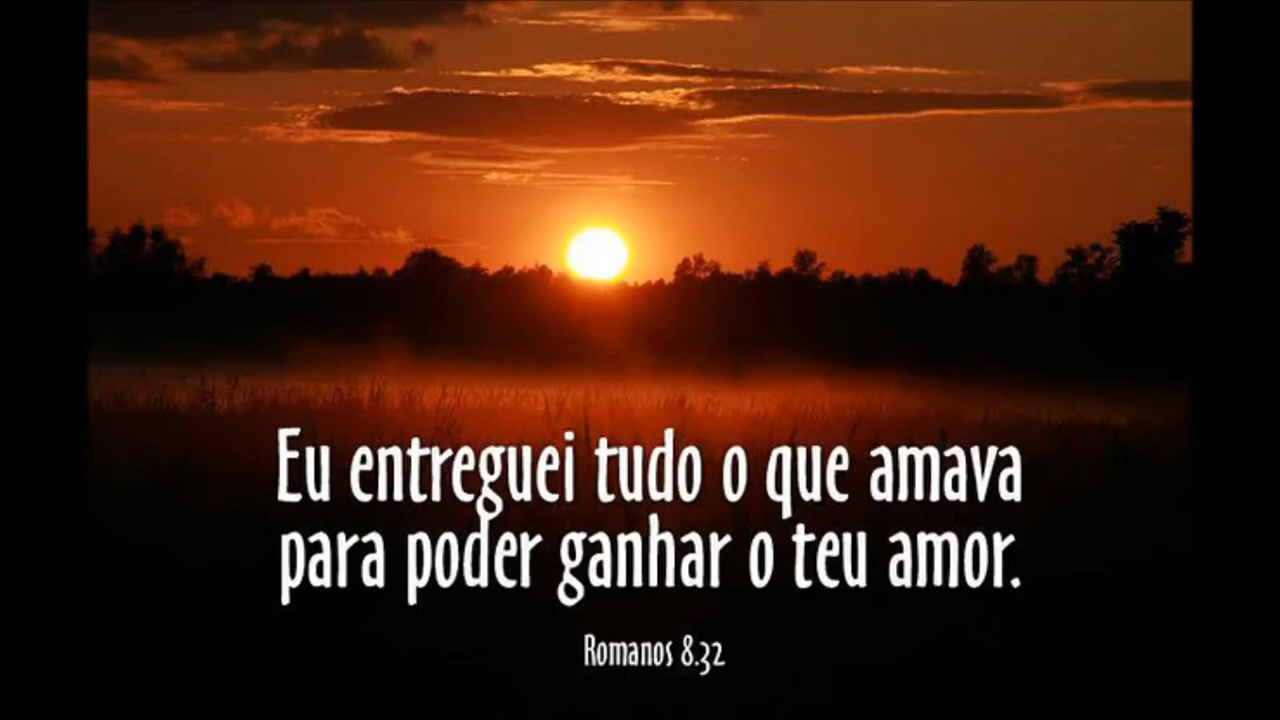 Eu entreguei tudo o que amava
para poder ganhar o teu amor.
Romanos 8.32